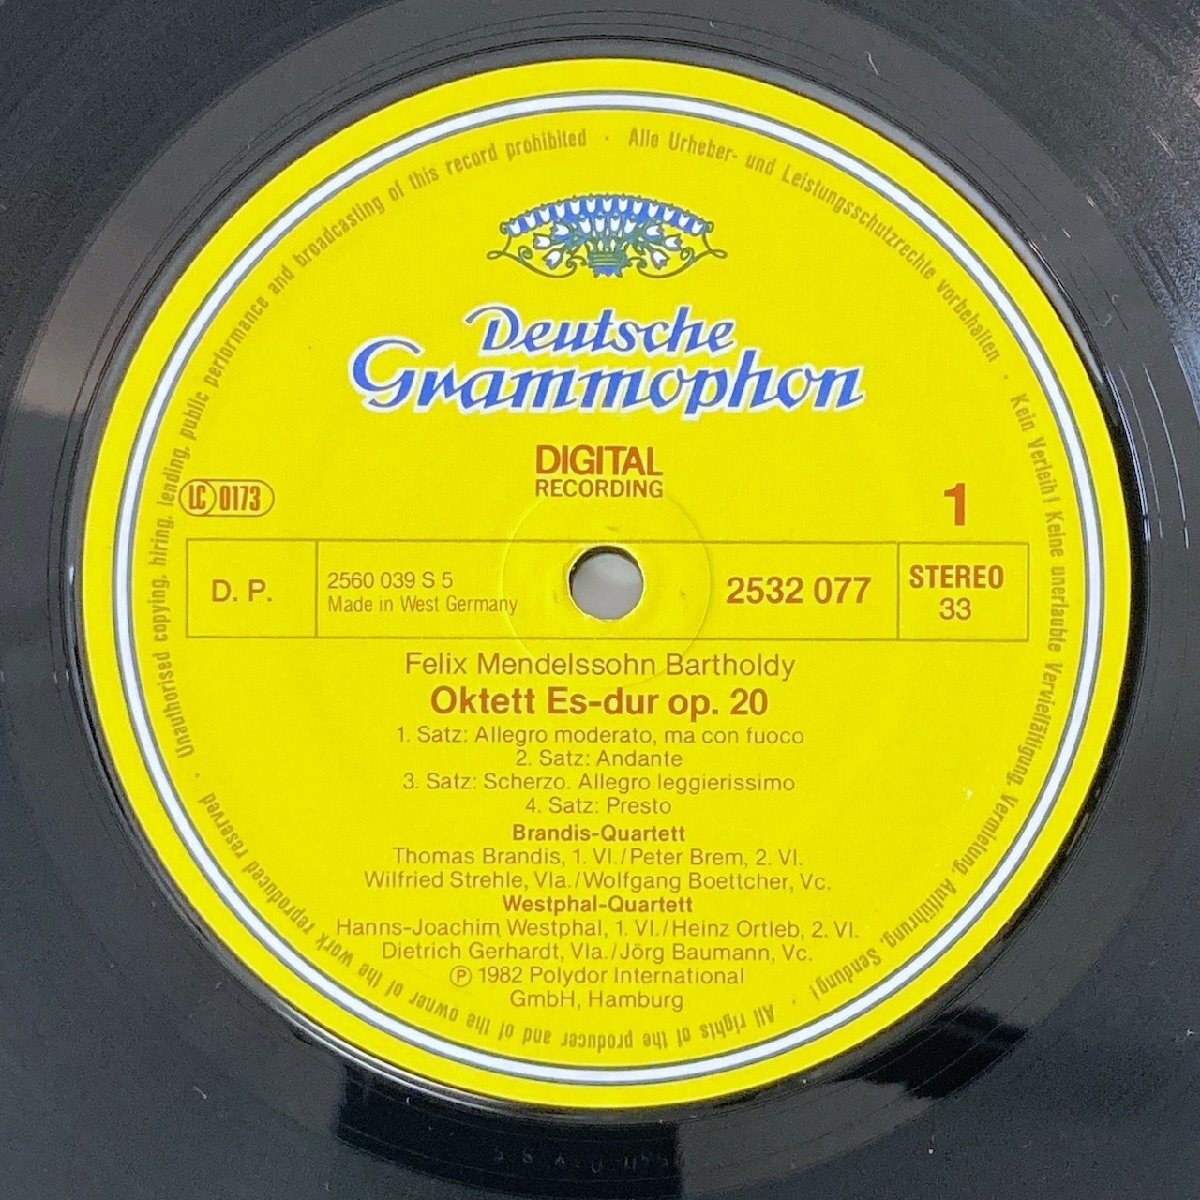 Deutsche
Grammophon
DIGITAL
RECORDING
LC 0173
1
D. P.
2560 039 S 5
Made in West Germany
2532 077
STEREO
33
Felix Mendelssohn Bartholdy
Oktett Es-dur op. 20
1. Satz: Allegro moderato, ma con fuoco
2. Satz: Andante
3. Satz: Scherzo. Allegro leggierissimo
4. Satz: Presto
Brandis-Quartett
Thomas Brandis, 1. Vl./Peter Brem, 2. Vl.
Wilfried Strehle, Vla./Wolfgang Boettcher, Vc.
Westphal-Quartett
Hanns-Joachim Westphal, 1. Vl./Heinz Ortleb, 2. Vl.
Dietrich Gerhardt, Vla./Jörg Baumann, Vc.
Ⓟ 1982 Polydor International
GmbH, Hamburg
Alle Urheber- und Leistungsschutzrechte vorbehalten · Kein Verleih! Keine unerlaubte Vervielfältigung, Vermietung, Aufführung, Sendung! · All rights of the producer and of the owner of the work reproduced reserved · Unauthorised copying, hiring, lending, public performance and broadcasting of this record prohibited ·